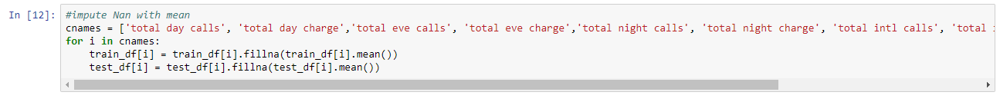 In [12]: #impute Nan with mean
cnames = ['total day calls', 'total day charge','total eve calls', 'total eve charge','total night calls', 'total night charge', 'total intl calls', 'total
for i in cnames:
    train_df[i] = train_df[i].fillna(train_df[i].mean())
    test_df[i] = test_df[i].fillna(test_df[i].mean())